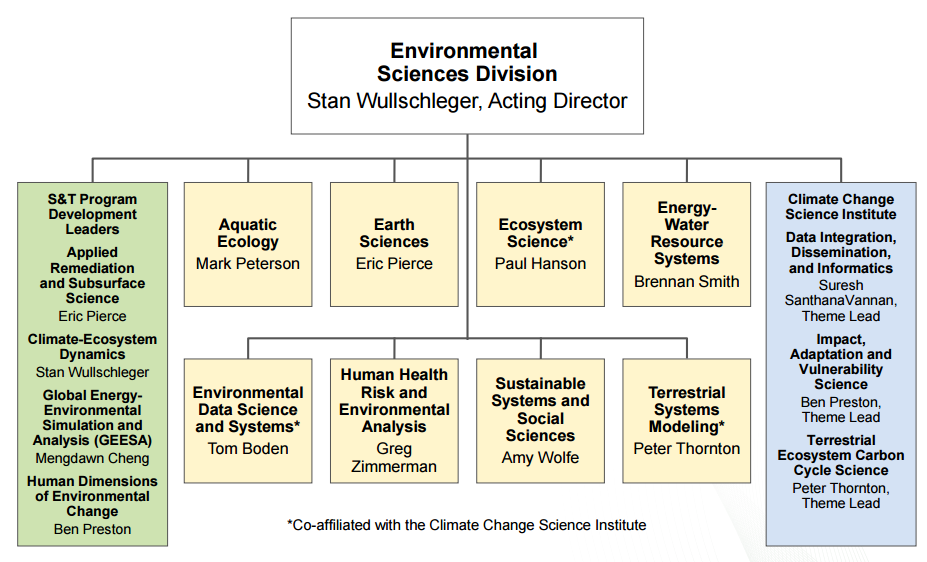 Environmental
Sciences Division
Stan Wullschleger, Acting Director
S&T Program
Development
Leaders
Applied
Remediation
and Subsurface
Science
Eric Pierce
Climate-Ecosystem
Dynamics
Stan Wullschleger
Global Energy-
Environmental
Simulation and
Analysis (GEESA)
Mengdawn Cheng
Human Dimensions
of Environmental
Change
Ben Preston
Aquatic
Ecology
Mark Peterson
Earth
Sciences
Eric Pierce
Ecosystem
Science*
Paul Hanson
Energy-
Water
Resource
Systems
Brennan Smith
Environmental
Data Science
and Systems*
Tom Boden
Human Health
Risk and
Environmental
Analysis
Greg
Zimmerman
Sustainable
Systems and
Social
Sciences
Amy Wolfe
Terrestrial
Systems
Modeling*
Peter Thornton
Climate Change
Science Institute
Data Integration,
Dissemination,
and Informatics
Suresh
SanthanaVannan,
Theme Lead
Impact,
Adaptation and
Vulnerability
Science
Ben Preston,
Theme Lead
Terrestrial
Ecosystem Carbon
Cycle Science
Peter Thornton,
Theme Lead
*Co-affiliated with the Climate Change Science Institute